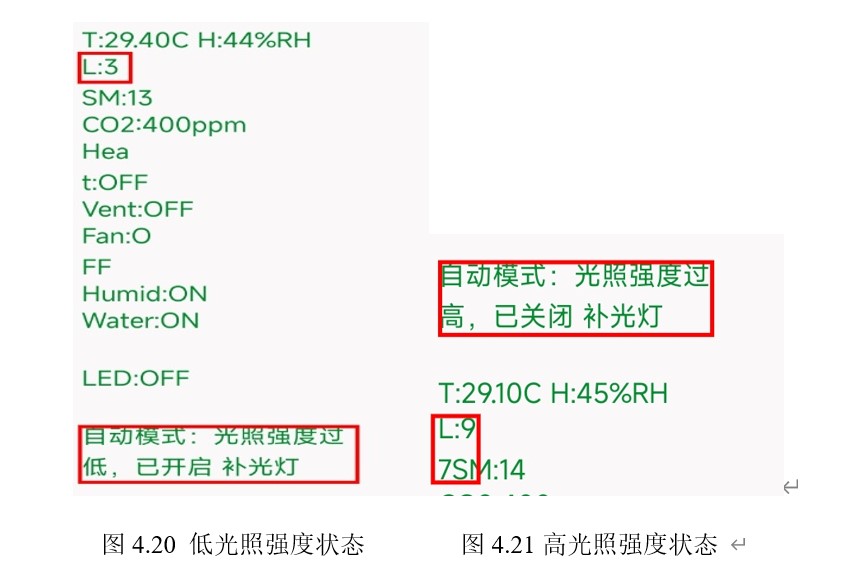 T:29.40C H:44%RH
L:3
SM:13
CO2:400ppm
Hea
t:OFF
Vent:OFF
Fan:O
FF
Humid:ON
Water:ON
LED:OFF
自动模式：光照强度过
低，已开启 补光灯
自动模式：光照强度过
高，已关闭 补光灯
T:29.10C H:45%RH
L:9
7SM:14
图 4.20 低光照强度状态
图 4.21 高光照强度状态